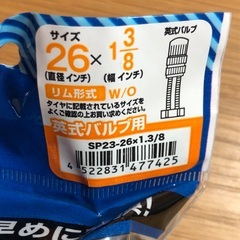 サイズ
26×1 3/8
(直径インチ) (幅インチ)
英式バルブ
リム形式 W/O
タイヤに記載されているサイズを
よくご確認の上お買い求めください。
英式バルブ用
SP23-26×1.3/8
4 522831 477425
早めに